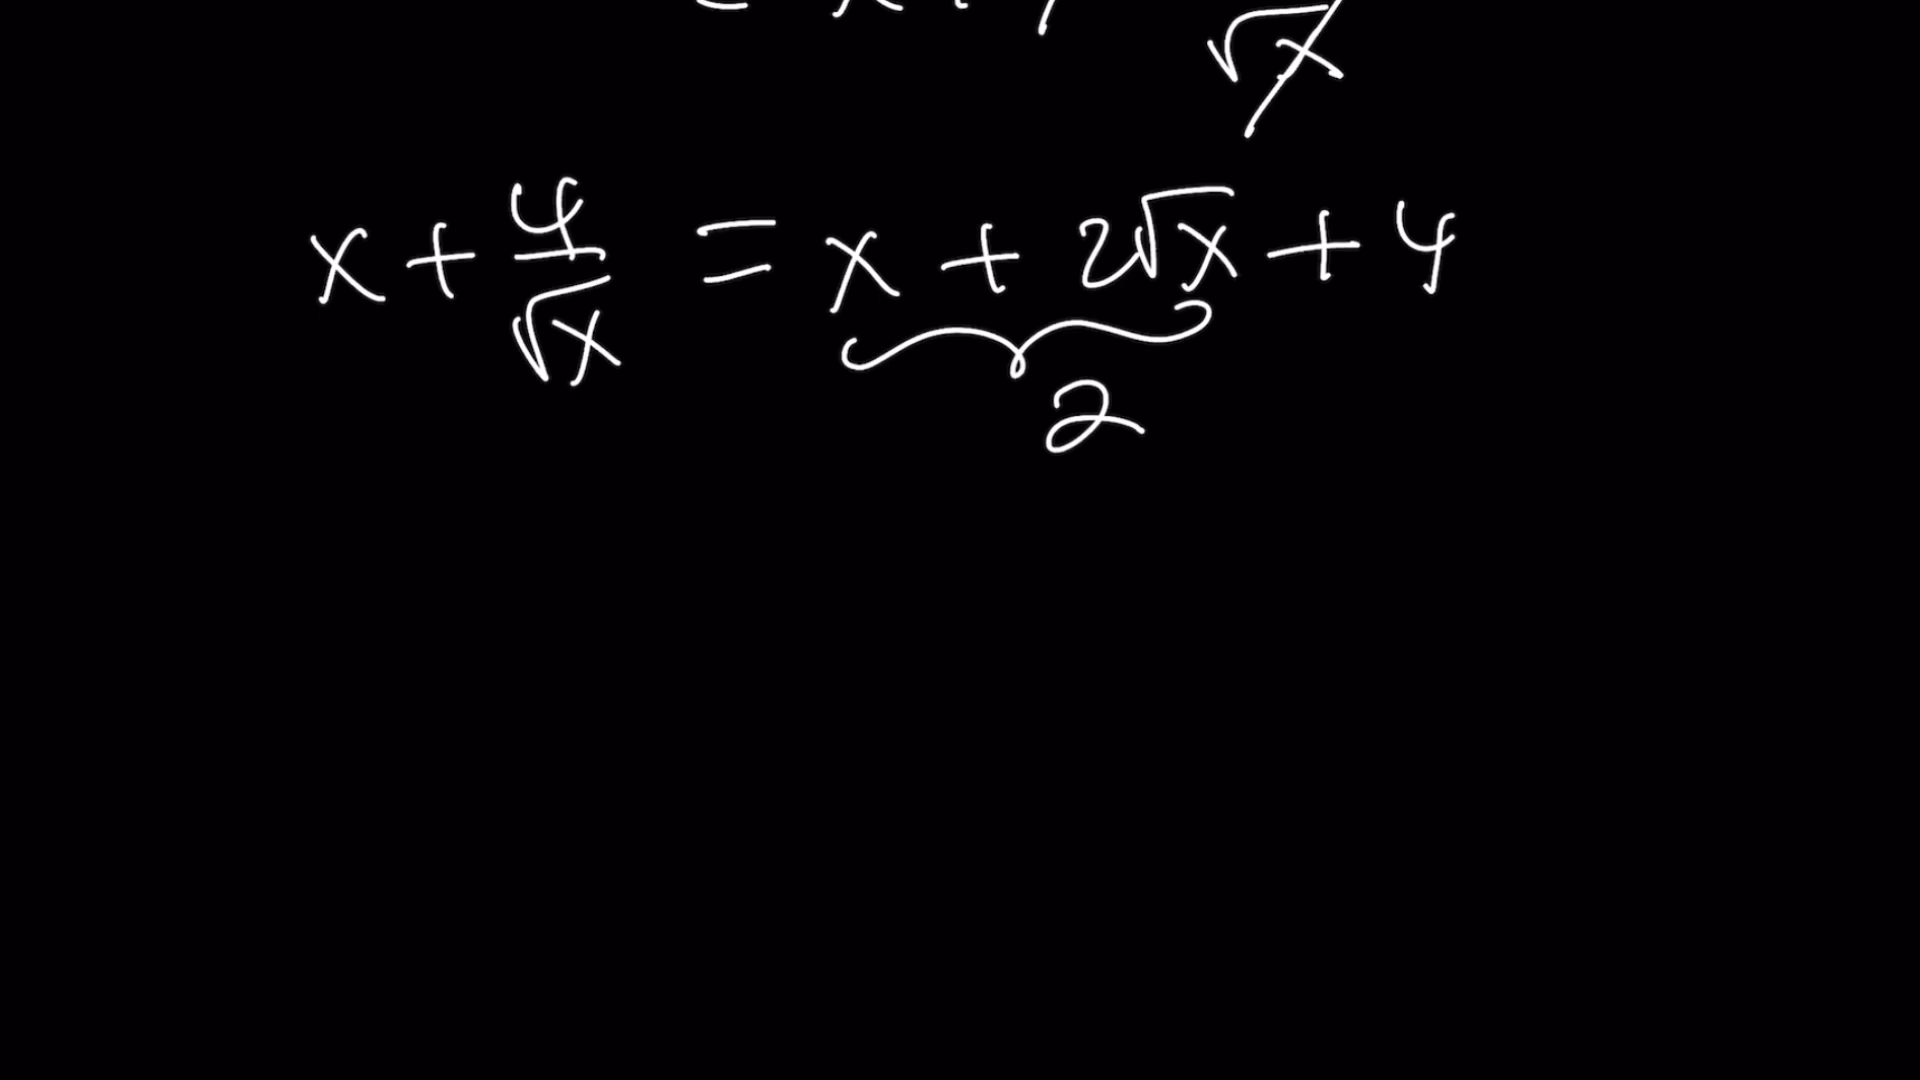 √x
x + 4/√x = x + 2√x + 4
2